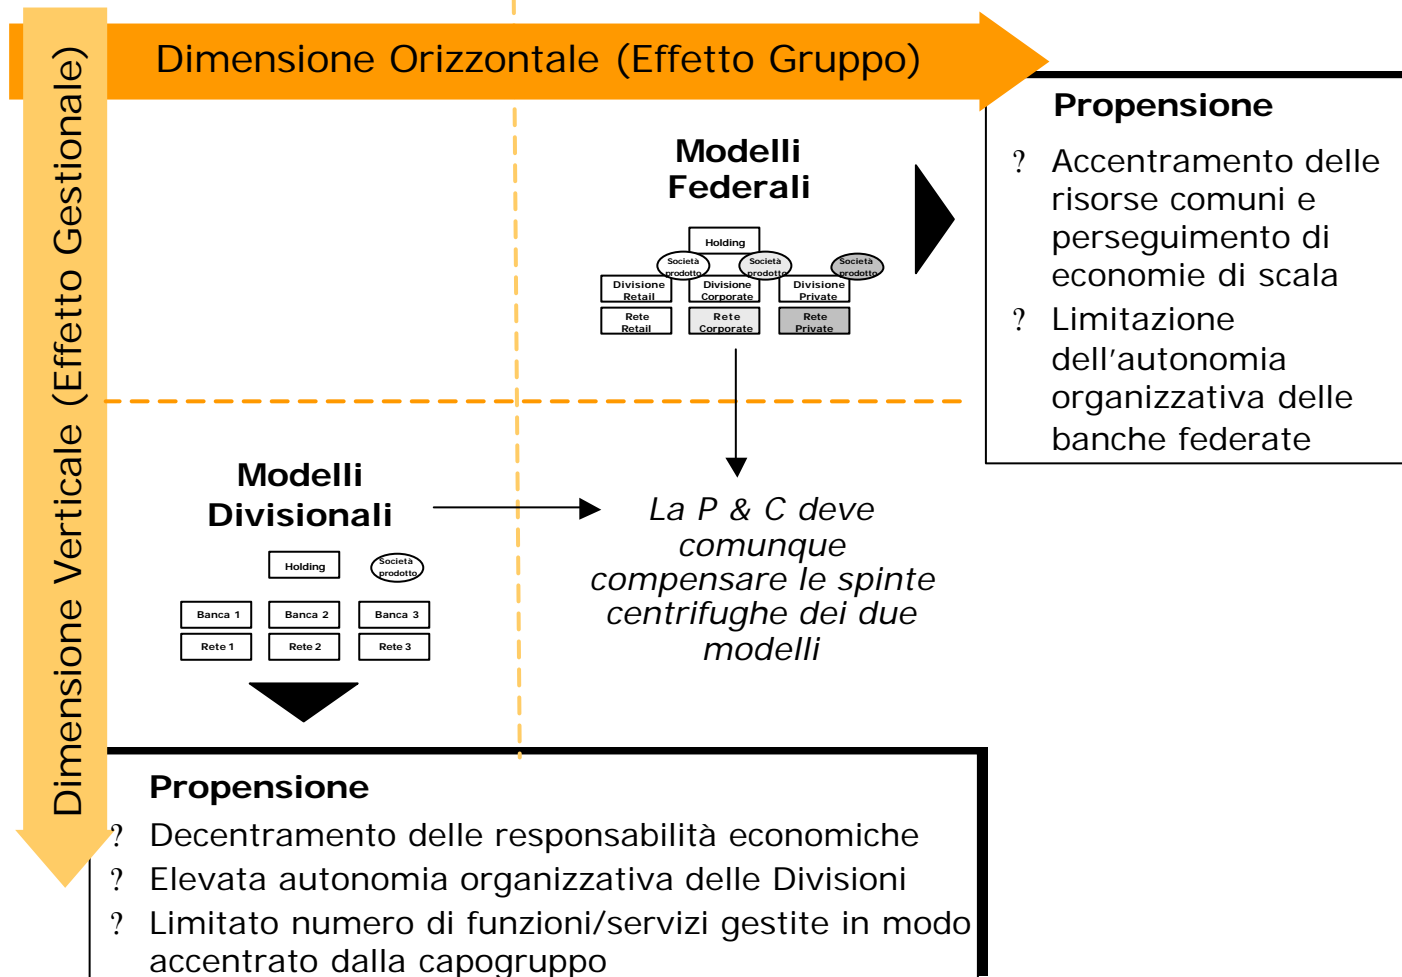 Dimensione Orizzontale (Effetto Gruppo)
Dimensione Verticale (Effetto Gestionale)
Modelli
Federali
Holding
Società
prodotto
Società
prodotto
Società
prodotto
Divisione
Retail
Divisione
Corporate
Divisione
Private
Rete
Retail
Rete
Corporate
Rete
Private
Propensione
? Accentramento delle
risorse comuni e
perseguimento di
economie di scala
? Limitazione
dell'autonomia
organizzativa delle
banche federate
Modelli
Divisionali
Holding
Società
prodotto
Banca 1
Banca 2
Banca 3
Rete 1
Rete 2
Rete 3
La P & C deve
comunque
compensare le spinte
centrifughe dei due
modelli
Propensione
? Decentramento delle responsabilità economiche
? Elevata autonomia organizzativa delle Divisioni
? Limitato numero di funzioni/servizi gestite in modo
accentrato dalla capogruppo